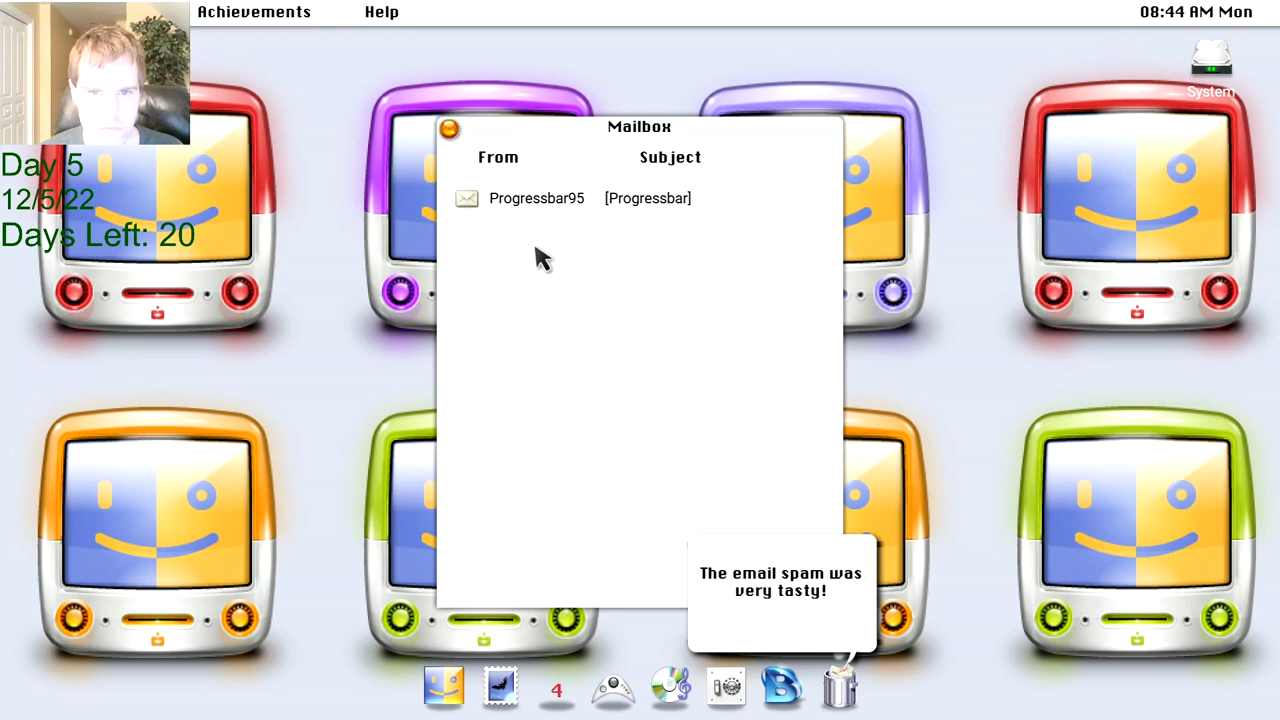 Achievements Help 08:44 AM Mon
System
Day 5
12/5/22
Days Left: 20
Mailbox
From Subject
Progressbar95 [Progressbar]
The email spam was
very tasty!
4
B